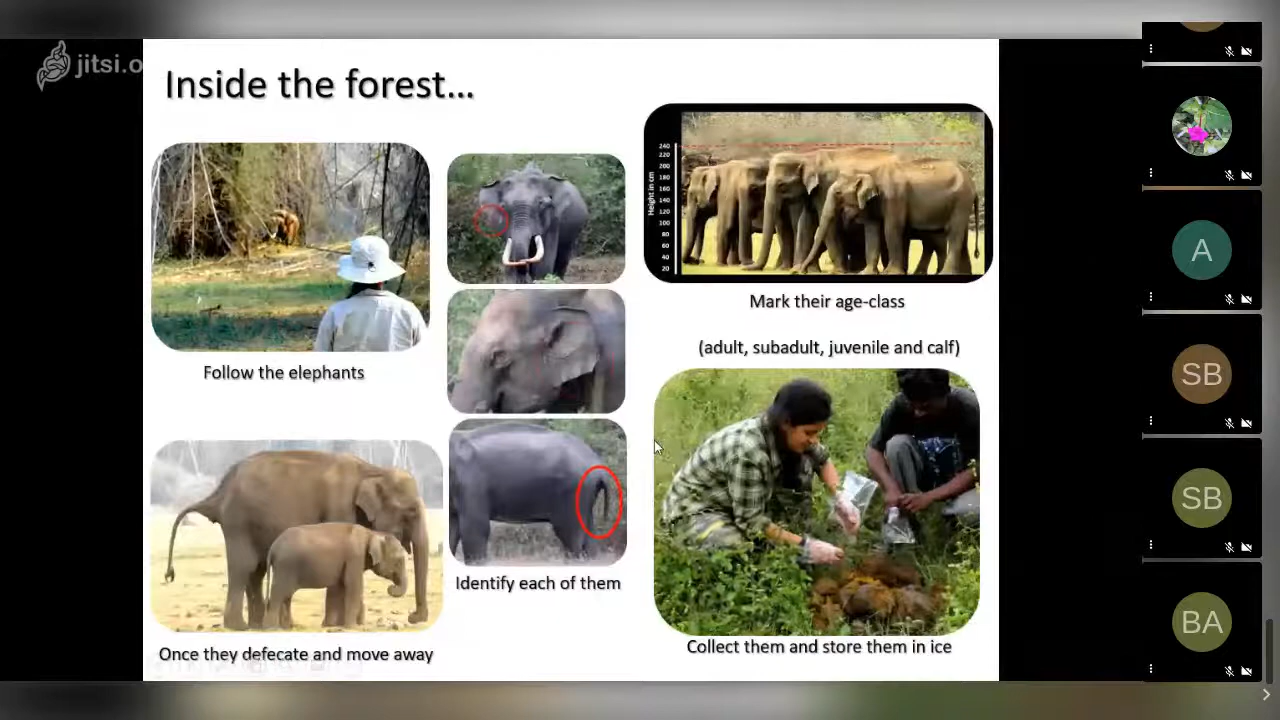 jitsi.o
Inside the forest...
Follow the elephants
Identify each of them
Once they defecate and move away
Height in cm
240
220
200
180
160
140
120
100
80
60
40
20
Mark their age-class
(adult, subadult, juvenile and calf)
Collect them and store them in ice
A
SB
SB
BA